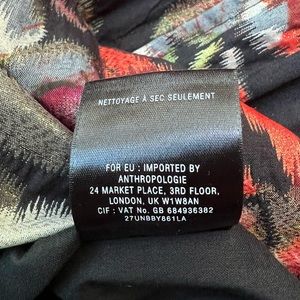 NETTOYAGE À SEC SEULEMENT
FOR EU : IMPORTED BY
ANTHROPOLOGIE
24 MARKET PLACE, 3RD FLOOR,
LONDON, UK W1W8AN
CIF : VAT No. GB 684936382
27UNBBY861LA